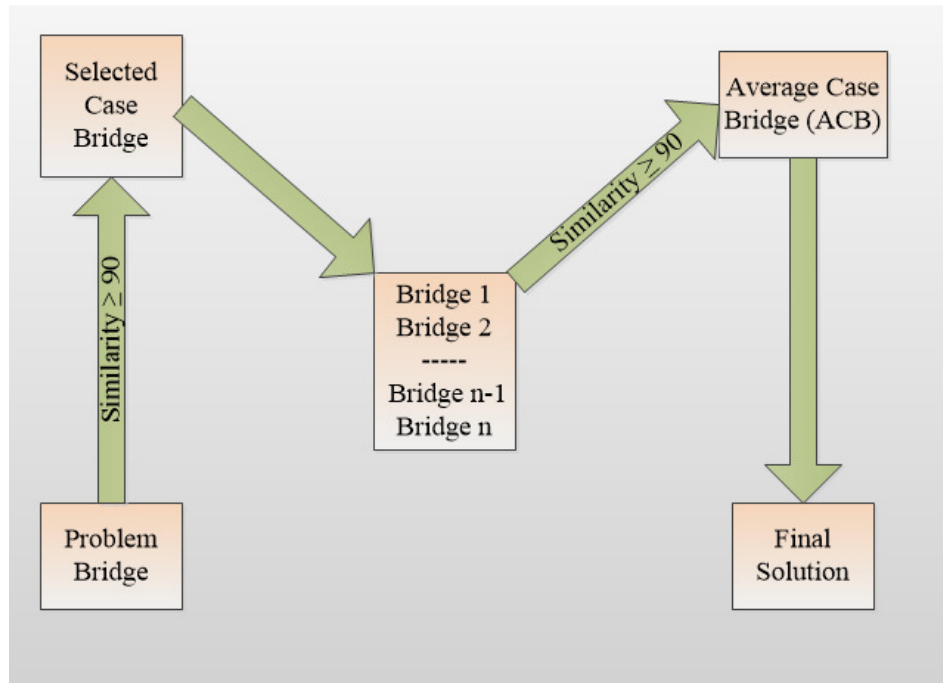 Selected
Case
Bridge
Similarity ≥ 90
Problem
Bridge
Bridge 1
Bridge 2
-----
Bridge n-1
Bridge n
Similarity ≥ 90
Average Case
Bridge (ACB)
Final
Solution